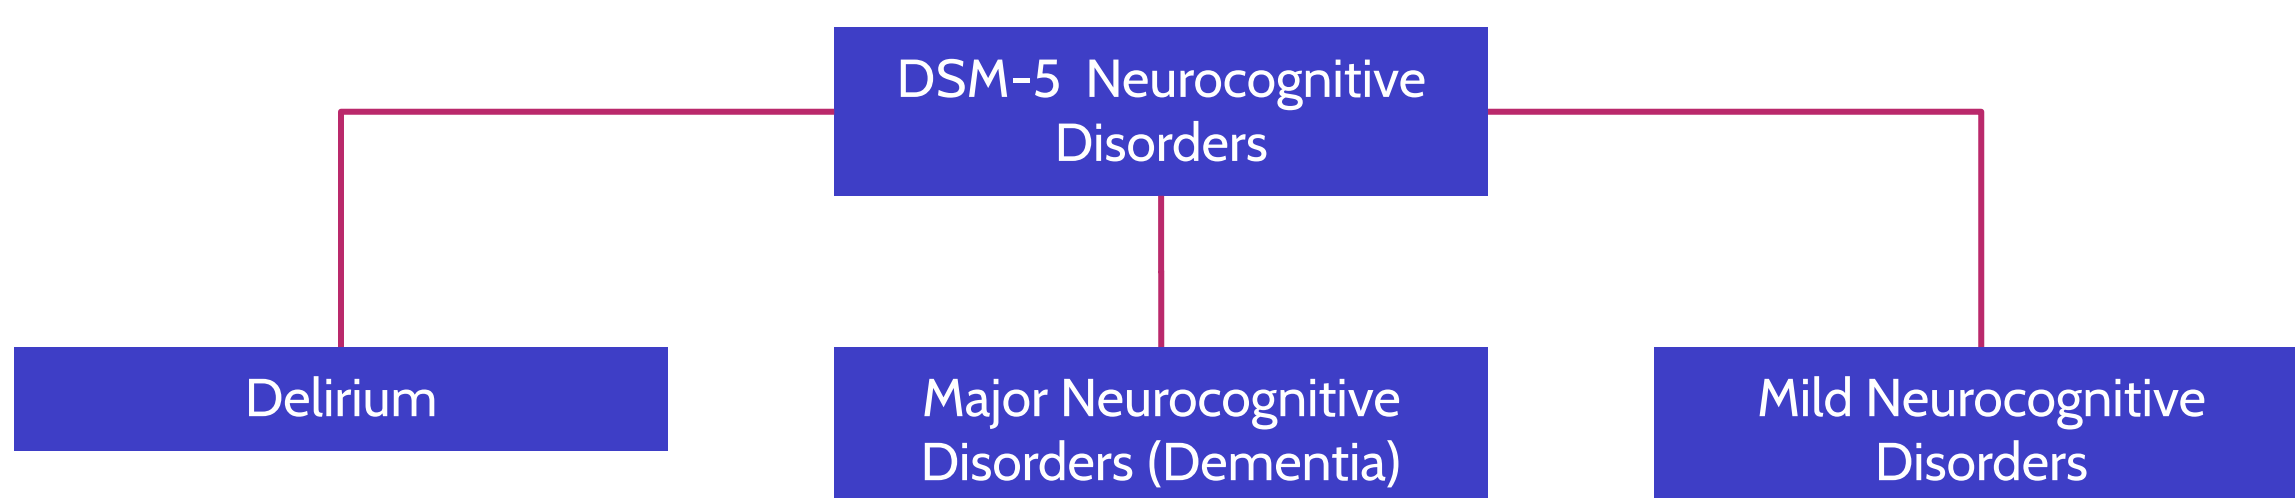 DSM-5 Neurocognitive
Disorders
Delirium
Major Neurocognitive
Disorders (Dementia)
Mild Neurocognitive
Disorders